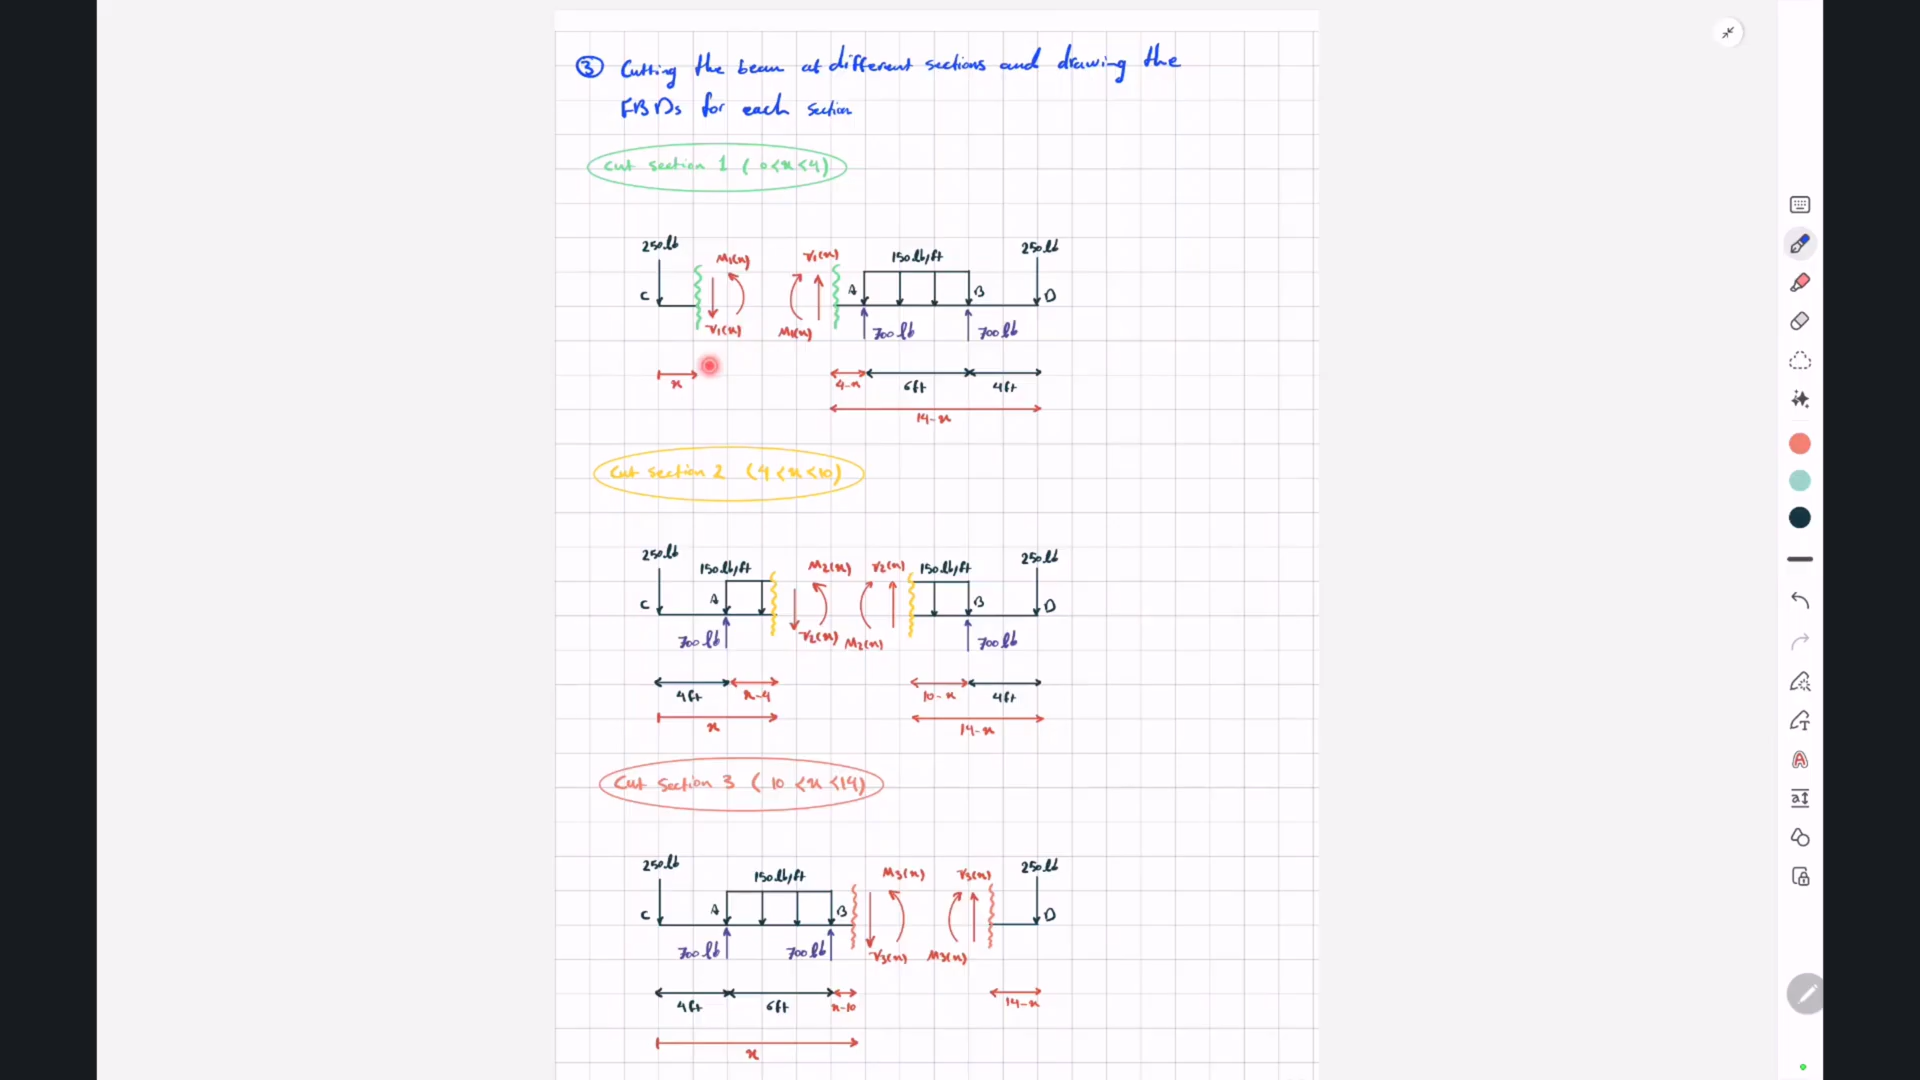 ③ Cutting the beam at different sections and drawing the
FBDs for each section
Cut section 1 (0<x<4)
250lb
M₁(x)
V₁(x)
150lb/ft
250lb
C
A
B
D
V₁(x)
M₁(x)
700lb
700lb
x
4-x
6ft
4ft
14-x
Cut section 2 (4<x<10)
250lb
150lb/ft
M₂(x)
V₂(x)
150lb/ft
250lb
C
A
B
D
700lb
V₂(x)
M₂(x)
700lb
4ft
x-4
10-x
4ft
x
14-x
Cut section 3 (10<x<14)
250lb
150lb/ft
M₃(x)
V₃(x)
250lb
C
A
B
D
700lb
700lb
V₃(x)
M₃(x)
4ft
6ft
x-10
14-x
x